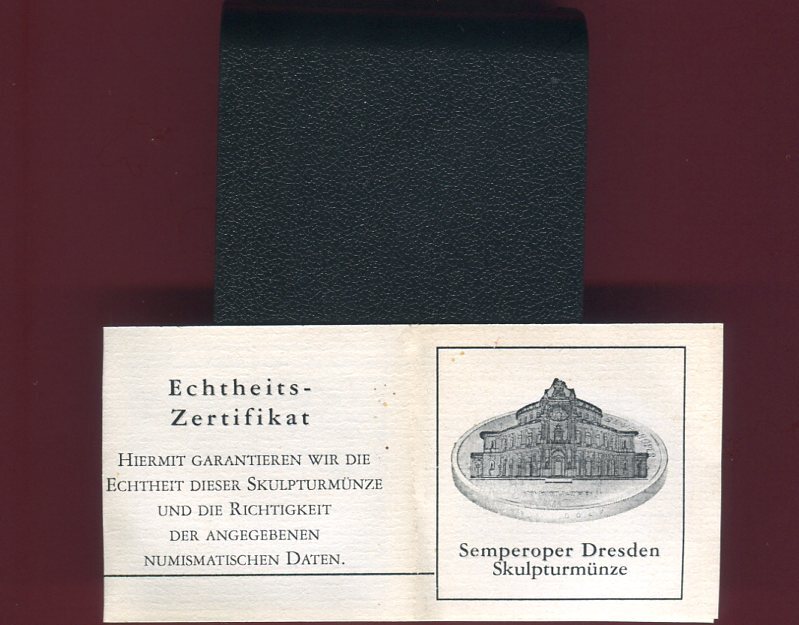 Echtheits-
Zertifikat
Hiermit garantieren wir die
Echtheit dieser Skulpturmünze
und die Richtigkeit
der angegebenen
numismatischen Daten.
Semperoper Dresden
Skulpturmünze